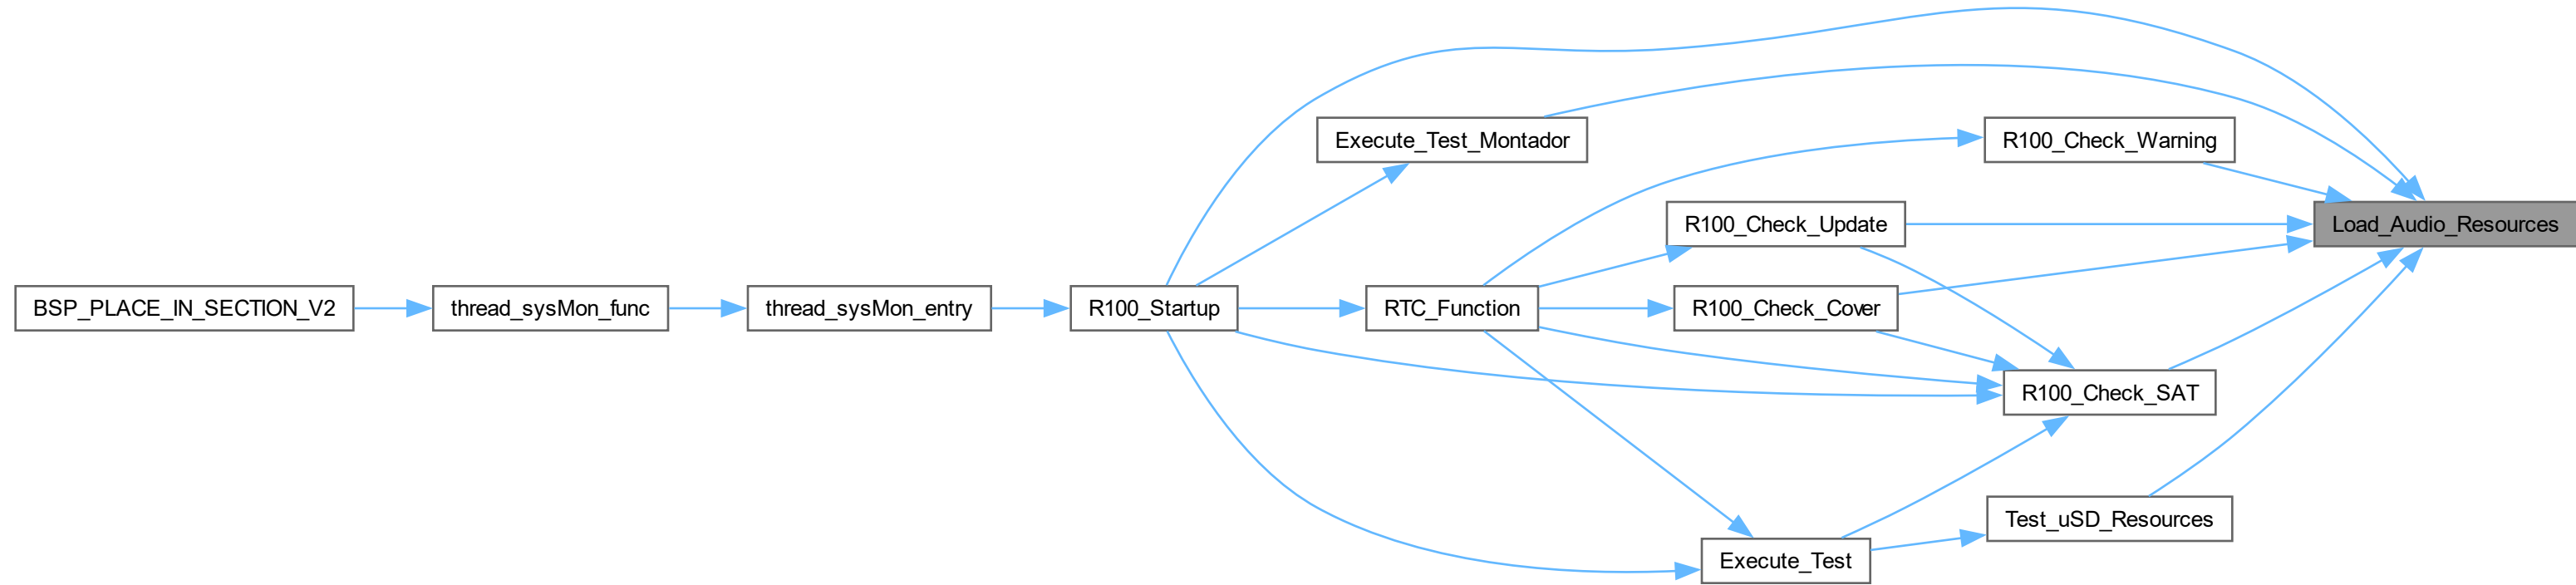 Execute_Test_Montador
R100_Check_Warning
R100_Check_Update
Load_Audio_Resources
BSP_PLACE_IN_SECTION_V2
thread_sysMon_func
thread_sysMon_entry
R100_Startup
RTC_Function
R100_Check_Cover
R100_Check_SAT
Test_uSD_Resources
Execute_Test